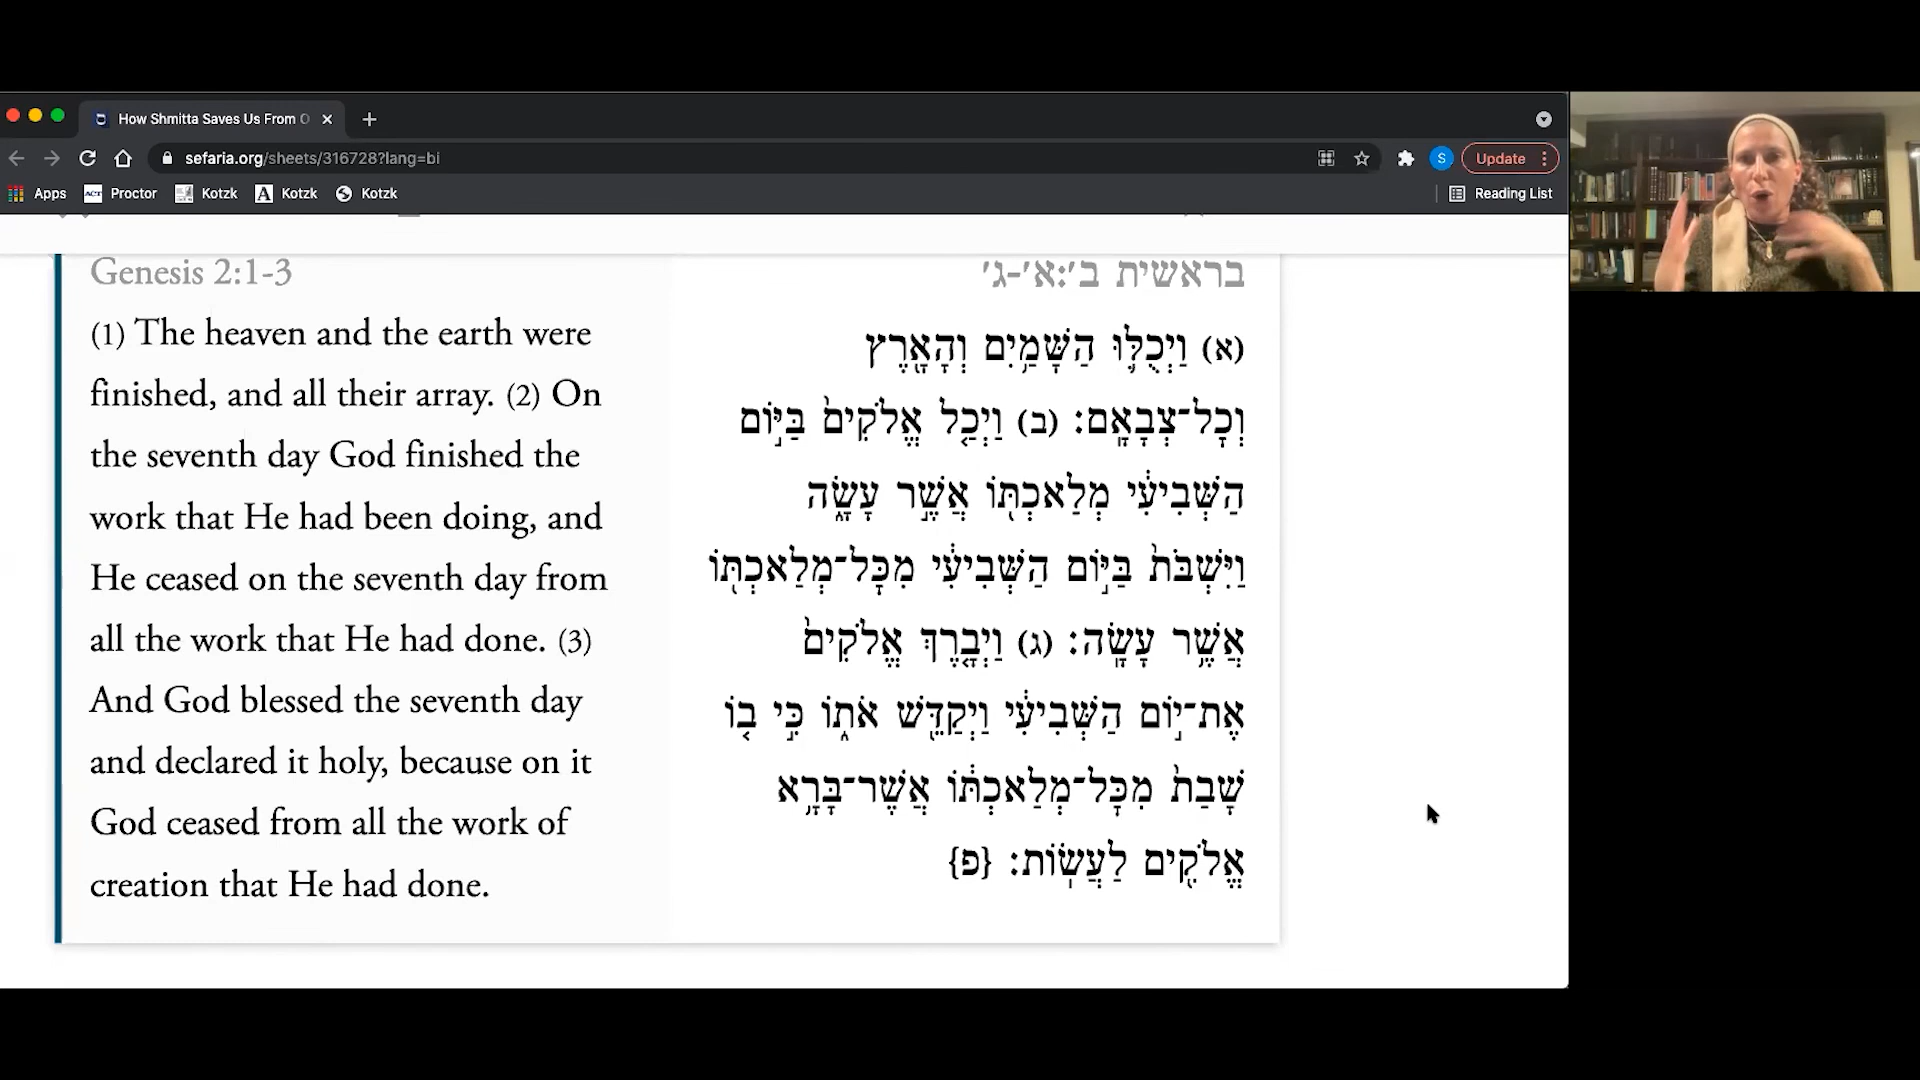 How Shmitta Saves Us From O
sefaria.org/sheets/316728?lang=bi
S
Update
Apps
ACT Proctor
Kotzk
A Kotzk
Kotzk
Reading List
Genesis 2:1-3
(1) The heaven and the earth were
finished, and all their array. (2) On
the seventh day God finished the
work that He had been doing, and
He ceased on the seventh day from
all the work that He had done. (3)
And God blessed the seventh day
and declared it holy, because on it
God ceased from all the work of
creation that He had done.
בראשית ב׳:א׳-ג׳
(א) וַיְכֻלּ֛וּ הַשָּׁמַ֥יִם וְהָאָ֖רֶץ
וְכׇל־צְבָאָֽם׃ (ב) וַיְכַ֤ל אֱלֹקִים֙ בַּיּ֣וֹם
הַשְּׁבִיעִ֔י מְלַאכְתּ֖וֹ אֲשֶׁ֣ר עָשָׂ֑ה
וַיִּשְׁבֹּת֙ בַּיּ֣וֹם הַשְּׁבִיעִ֔י מִכׇּל־מְלַאכְתּ֖וֹ
אֲשֶׁ֥ר עָשָֽׂה׃ (ג) וַיְבָ֤רֶךְ אֱלֹקִים֙
אֶת־י֣וֹם הַשְּׁבִיעִ֔י וַיְקַדֵּ֖שׁ אֹת֑וֹ כִּ֣י ב֤וֹ
שָׁבַת֙ מִכׇּל־מְלַאכְתּ֔וֹ אֲשֶׁר־בָּרָ֥א
אֱלֹקִ֖ים לַעֲשֽׂוֹת׃ {פ}